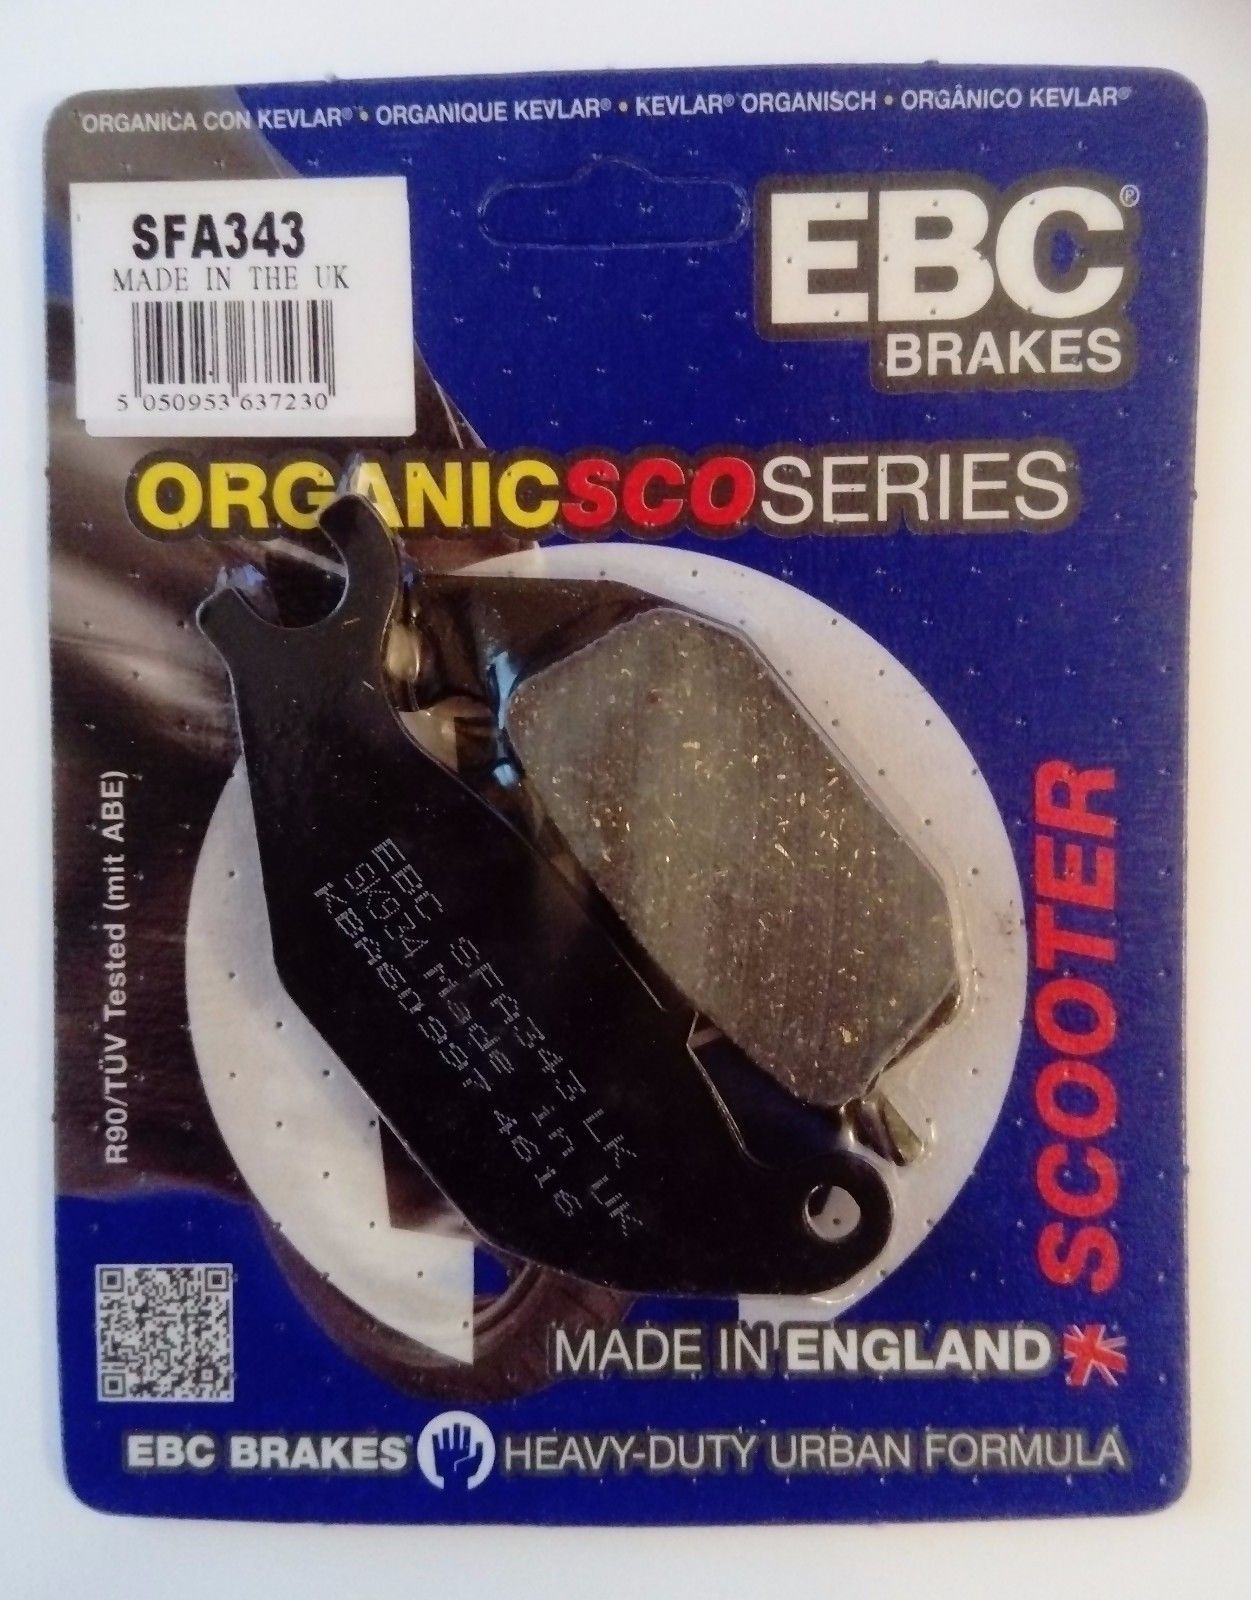 ORGANICA CON KEVLAR® • ORGANIQUE KEVLAR® • KEVLAR® ORGANISCH • ORGÂNICO KEVLAR®
SFA343
MADE IN THE UK
5 050953 637230
EBC®
BRAKES
ORGANICSCOSERIES
R90/TÜV Tested (mit ABE)
EBC SFA343
Made in UK
SCOOTER
MADE IN ENGLAND
EBC BRAKES® HEAVY-DUTY URBAN FORMULA